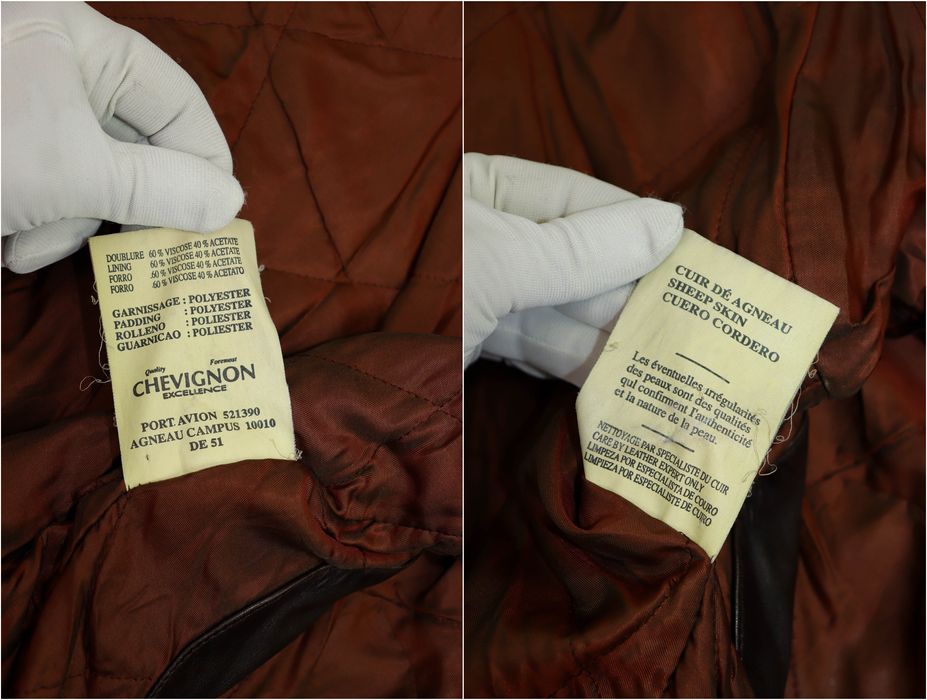 DOUBLURE 60 % VISCOSE 40 % ACETATE
LINING 60 % VISCOSE 40 % ACETATE
FORRO 60 % VISCOSE 40 % ACETATE
FORRO 60 % VISCOSE 40 % ACETATO
GARNISSAGE : POLYESTER
PADDING : POLYESTER
ROLLENO : POLIESTER
GUARNICAO : POLIESTER
Quality Foremost
CHEVIGNON
EXCELLENCE
PORT AVION 521390
AGNEAU CAMPUS 10010
DE 51
CUIR DÉ AGNEAU
SHEEP SKIN
CUERO CORDERO
Les éventuelles irrégularités
des peaux sont des qualités
qui confirment l'authenticité
et la nature de la peau.
NETTOYAGE PAR SPECIALISTE DU CUIR
CARE BY LEATHER EXPERT ONLY
LIMPEZA POR ESPECIALISTA DE COURO
LIMPIEZA POR ESPECIALISTE DE CUIRO